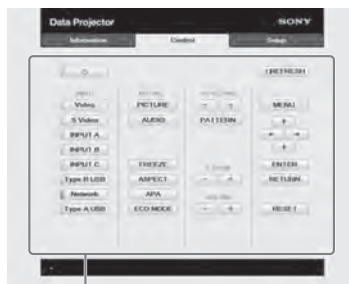 Data Projector
SONY
Information
Control
Setup
REFRESH
Video
PICTURE
MENU
S Video
AUDIO
PATTERN
INPUT A
INPUT B
INPUT C
FREEZE
ENTER
Type B USB
ASPECT
RETURN
Network
APA
Type A USB
ECO MODE
RESET